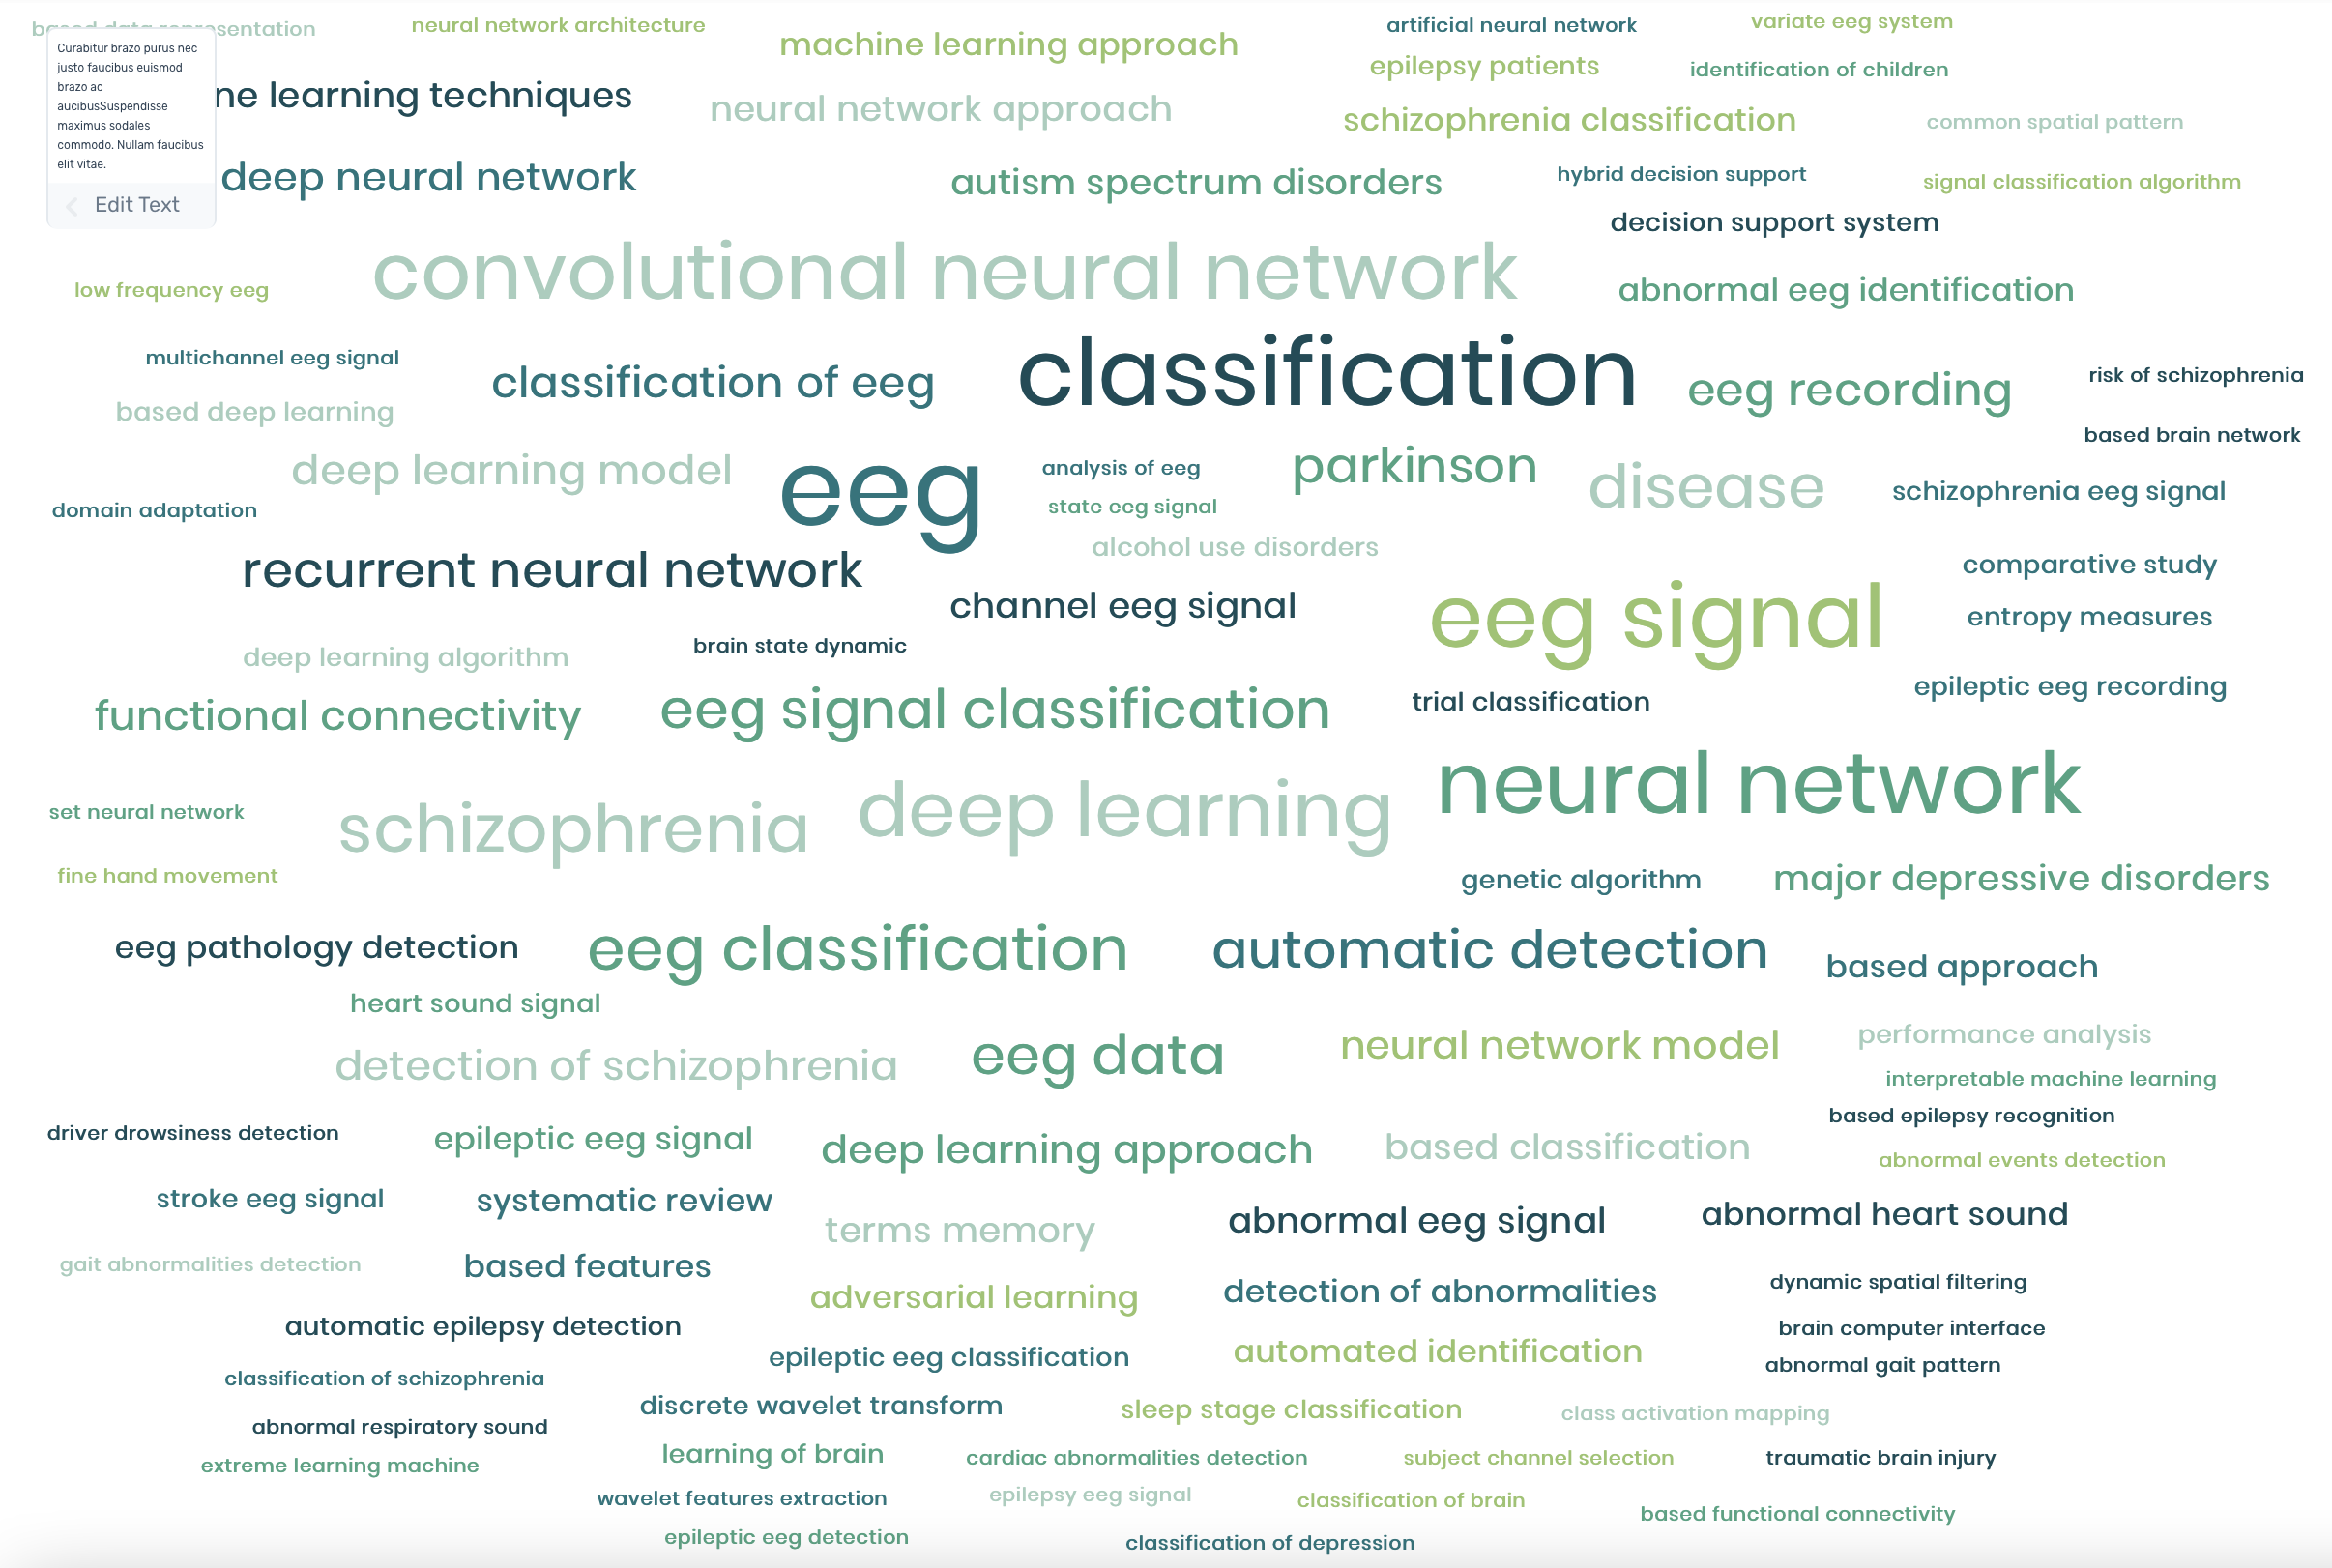 based data representation
neural network architecture
machine learning approach
artificial neural network
variate eeg system
epilepsy patients
identification of children
Curabitur brazo purus nec
justo faucibus euismod
brazo ac
aucibusSuspendisse
maximus sodales
commodo. Nullam faucibus
elit vitae.
Edit Text
ne learning techniques
neural network approach
schizophrenia classification
common spatial pattern
deep neural network
autism spectrum disorders
hybrid decision support
signal classification algorithm
decision support system
convolutional neural network
low frequency eeg
abnormal eeg identification
multichannel eeg signal
classification of eeg
classification
eeg recording
risk of schizophrenia
based deep learning
based brain network
deep learning model
eeg
analysis of eeg
parkinson
disease
schizophrenia eeg signal
domain adaptation
state eeg signal
alcohol use disorders
recurrent neural network
comparative study
channel eeg signal
eeg signal
entropy measures
brain state dynamic
deep learning algorithm
epileptic eeg recording
functional connectivity
eeg signal classification
trial classification
neural network
set neural network
schizophrenia
deep learning
fine hand movement
genetic algorithm
major depressive disorders
eeg pathology detection
eeg classification
automatic detection
based approach
heart sound signal
detection of schizophrenia
eeg data
neural network model
performance analysis
interpretable machine learning
based epilepsy recognition
driver drowsiness detection
epileptic eeg signal
deep learning approach
based classification
abnormal events detection
stroke eeg signal
systematic review
terms memory
abnormal eeg signal
abnormal heart sound
gait abnormalities detection
based features
adversarial learning
detection of abnormalities
dynamic spatial filtering
automatic epilepsy detection
brain computer interface
epileptic eeg classification
automated identification
abnormal gait pattern
classification of schizophrenia
discrete wavelet transform
sleep stage classification
class activation mapping
abnormal respiratory sound
learning of brain
cardiac abnormalities detection
subject channel selection
traumatic brain injury
extreme learning machine
wavelet features extraction
epilepsy eeg signal
classification of brain
based functional connectivity
epileptic eeg detection
classification of depression